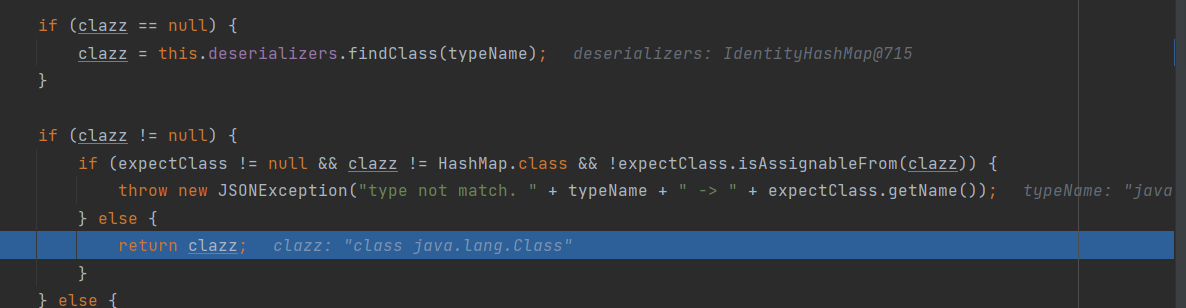 if (clazz == null) {
clazz = this.deserializers.findClass(typeName); deserializers: IdentityHashMap@715
}
if (clazz != null) {
if (expectClass != null && clazz != HashMap.class && !expectClass.isAssignableFrom(clazz)) {
throw new JSONException("type not match. " + typeName + " -> " + expectClass.getName()); typeName: "java
} else {
return clazz; clazz: "class java.lang.Class"
}
} else {